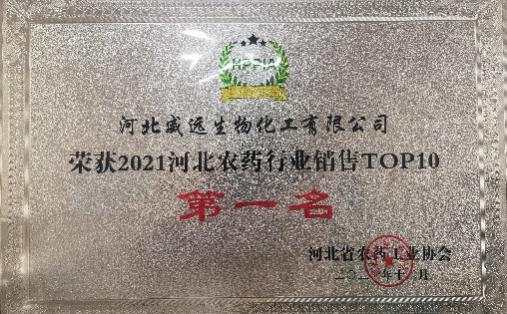 HPPIA
河北威远生物化工有限公司
荣获2021河北农药行业销售TOP10
第一名
河北省农药工业协会